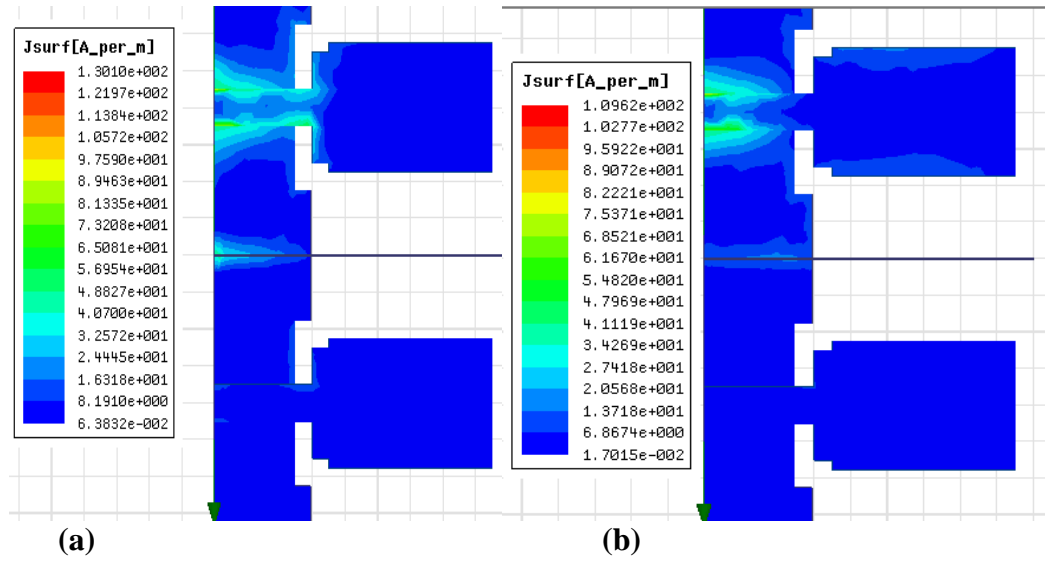 Jsurf[A_per_m]
1.3010e+002
1.2197e+002
1.1384e+002
1.0572e+002
9.7590e+001
8.9463e+001
8.1335e+001
7.3208e+001
6.5081e+001
5.6954e+001
4.8827e+001
4.0700e+001
3.2572e+001
2.4445e+001
1.6318e+001
8.1910e+000
6.3832e-002
Jsurf[A_per_m]
1.0962e+002
1.0277e+002
9.5922e+001
8.9072e+001
8.2221e+001
7.5371e+001
6.8521e+001
6.1670e+001
5.4820e+001
4.7969e+001
4.1119e+001
3.4269e+001
2.7418e+001
2.0568e+001
1.3718e+001
6.8674e+000
1.7015e-002
(a)
(b)